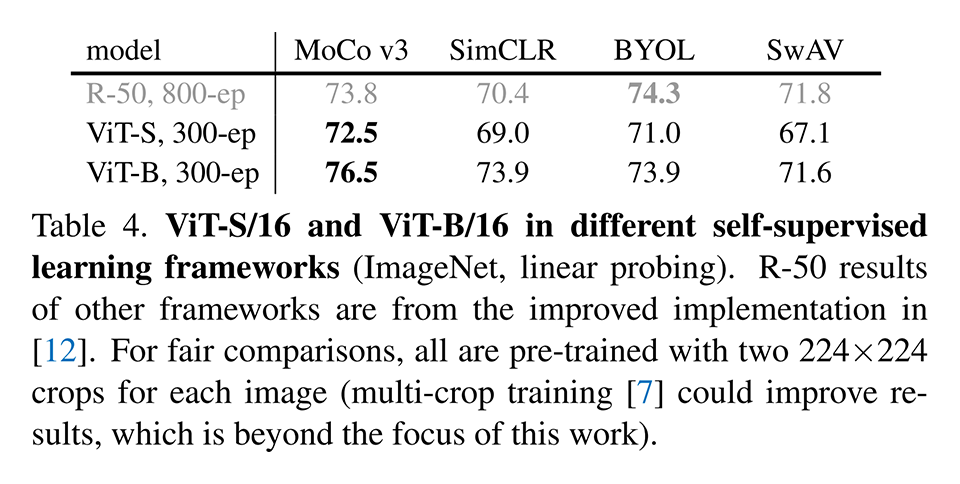 model MoCo v3 SimCLR BYOL SwAV
R-50, 800-ep 73.8 70.4 74.3 71.8
ViT-S, 300-ep 72.5 69.0 71.0 67.1
ViT-B, 300-ep 76.5 73.9 73.9 71.6
Table 4. ViT-S/16 and ViT-B/16 in different self-supervised
learning frameworks (ImageNet, linear probing). R-50 results
of other frameworks are from the improved implementation in
[12]. For fair comparisons, all are pre-trained with two 224×224
crops for each image (multi-crop training [7] could improve re-
sults, which is beyond the focus of this work).